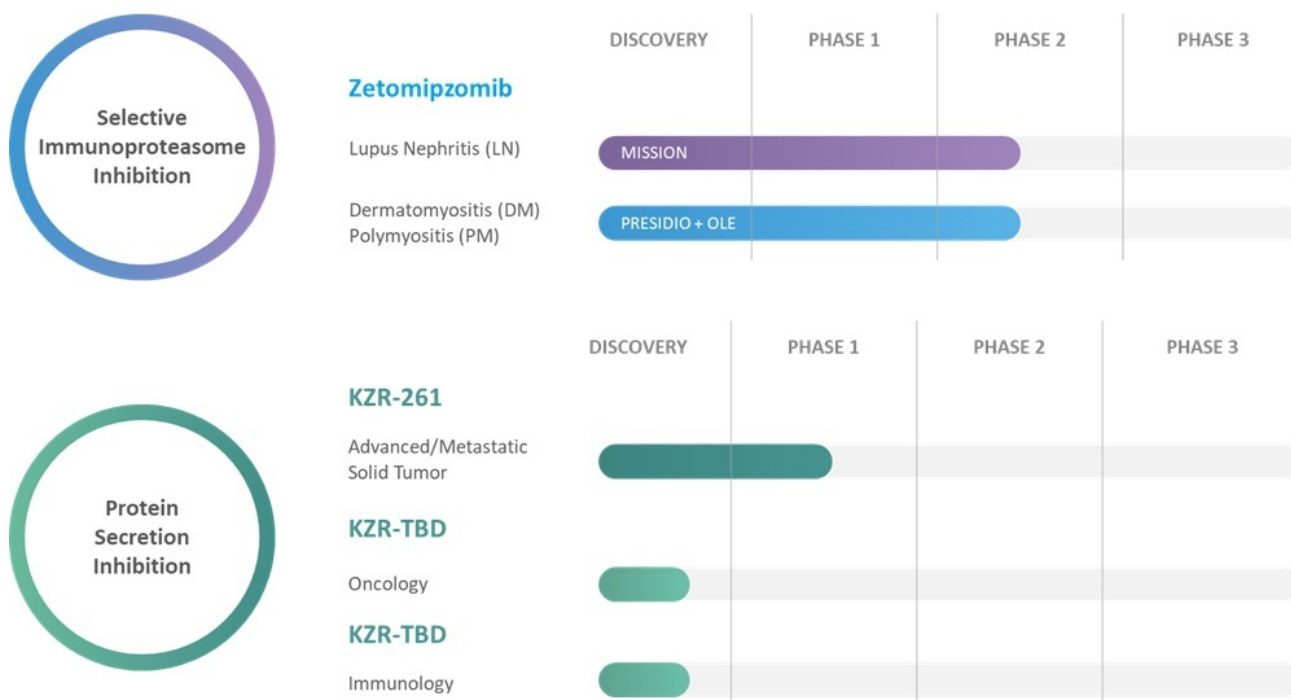 Selective
Immunoproteasome
Inhibition
DISCOVERY PHASE 1 PHASE 2 PHASE 3
Zetomipzomib
Lupus Nephritis (LN)
MISSION
Dermatomyositis (DM)
Polymyositis (PM)
PRESIDIO + OLE
Protein
Secretion
Inhibition
DISCOVERY PHASE 1 PHASE 2 PHASE 3
KZR-261
Advanced/Metastatic
Solid Tumor
KZR-TBD
Oncology
KZR-TBD
Immunology